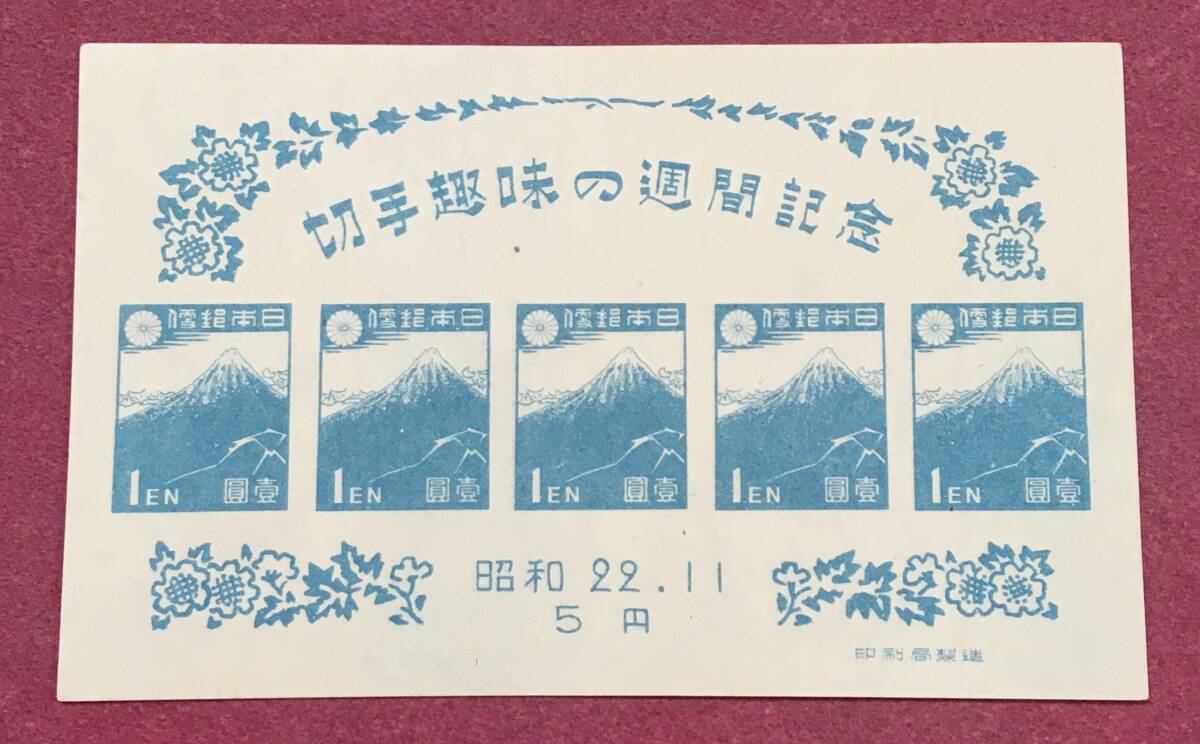 切手趣味の週間記念
日本郵便
1EN 壹圓
日本郵便
1EN 壹圓
日本郵便
1EN 壹圓
日本郵便
1EN 壹圓
日本郵便
1EN 壹圓
昭和 22.11
5円
印刷局製造